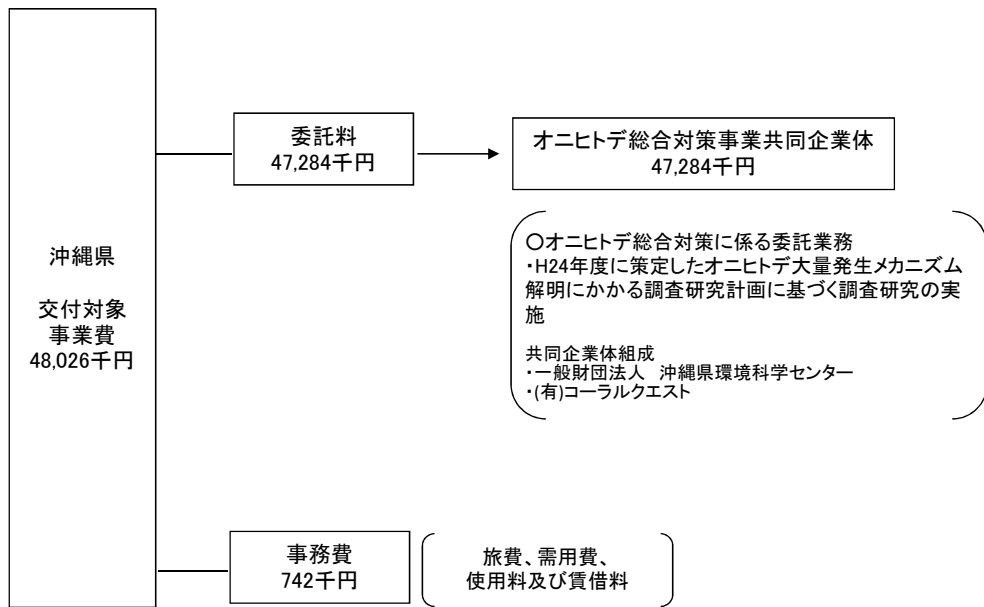 沖縄県
交付対象
事業費
48,026千円
委託料
47,284千円
オニヒトデ総合対策事業共同企業体
47,284千円
〇オニヒトデ総合対策に係る委託業務
・H24年度に策定したオニヒトデ大量発生メカニズム
解明にかかる調査研究計画に基づく調査研究の実
施
共同企業体組成
・一般財団法人 沖縄県環境科学センター
・(有)コーラルクエスト
事務費
742千円
旅費、需用費、
使用料及び賃借料